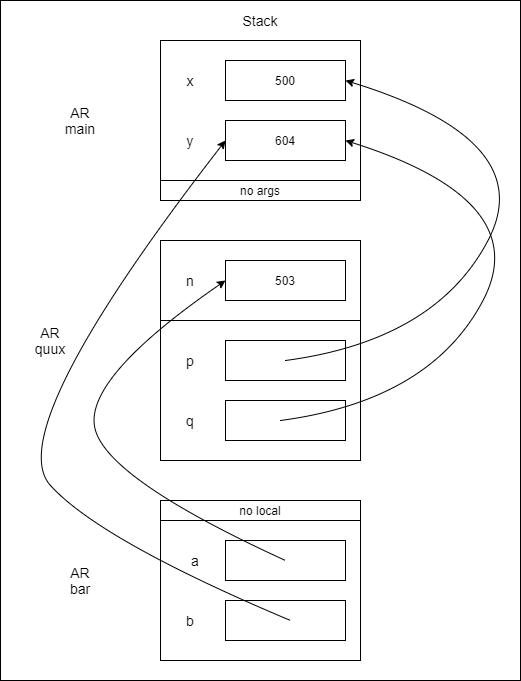 Stack
AR
main
x
500
y
604
no args
AR
quux
n
503
p
q
AR
bar
no local
a
b